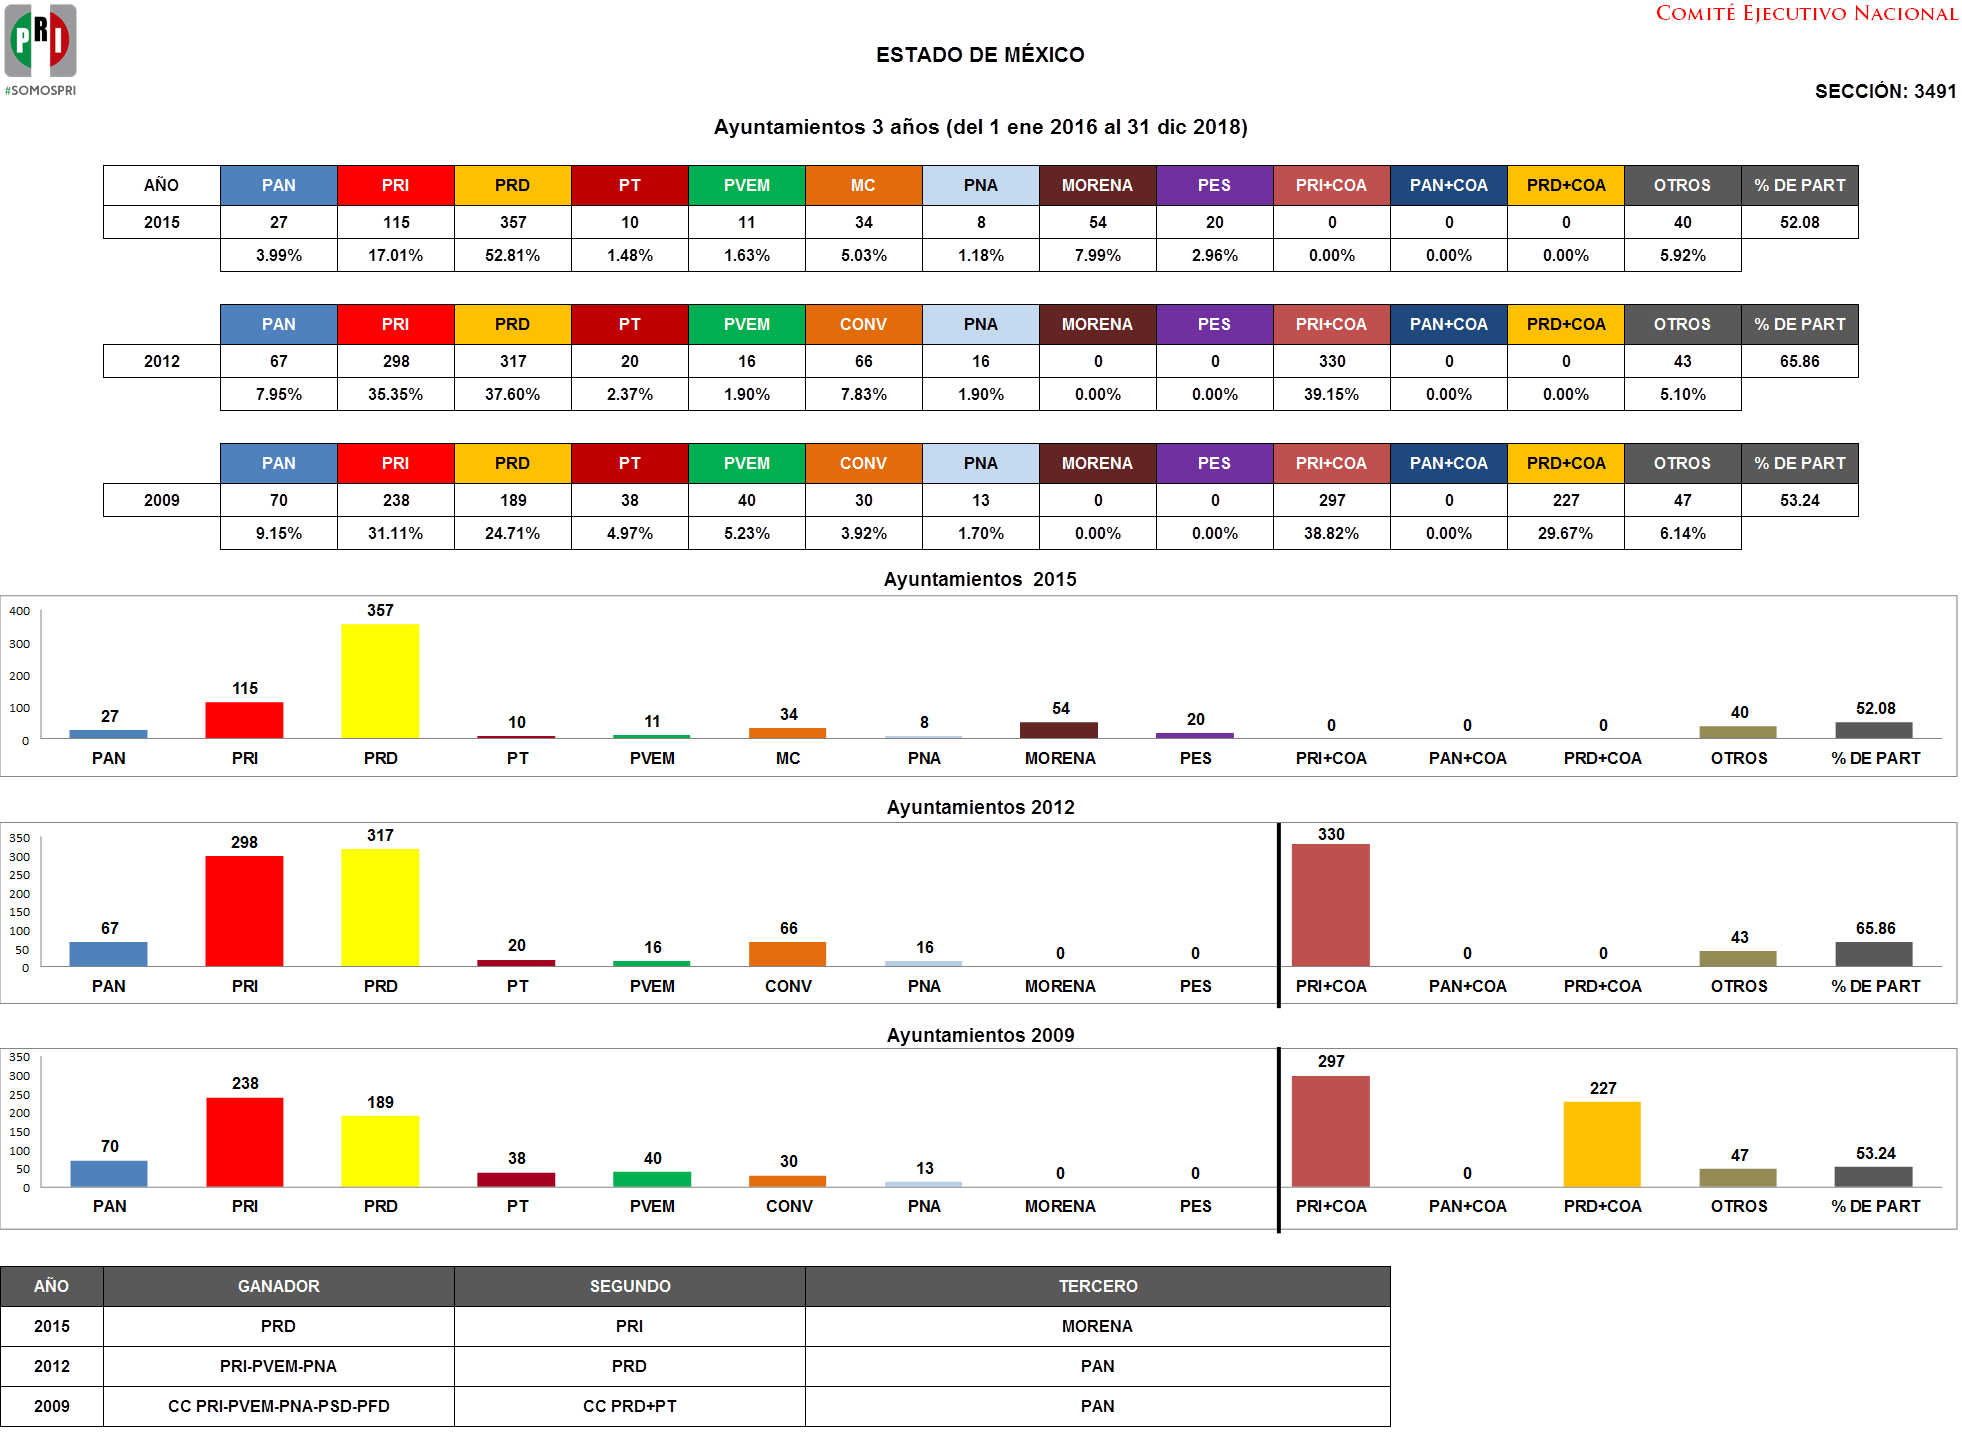 COMITÉ EJECUTIVO NACIONAL
PRI
#SOMOSPRI
ESTADO DE MÉXICO
SECCIÓN: 3491
Ayuntamientos 3 años (del 1 ene 2016 al 31 dic 2018)
AÑO PAN PRI PRD PT PVEM MC PNA MORENA PES PRI+COA PAN+COA PRD+COA OTROS % DE PART
2015 27 115 357 10 11 34 8 54 20 0 0 0 40 52.08
3.99% 17.01% 52.81% 1.48% 1.63% 5.03% 1.18% 7.99% 2.96% 0.00% 0.00% 0.00% 5.92%
PAN PRI PRD PT PVEM CONV PNA MORENA PES PRI+COA PAN+COA PRD+COA OTROS % DE PART
2012 67 298 317 20 16 66 16 0 0 330 0 0 43 65.86
7.95% 35.35% 37.60% 2.37% 1.90% 7.83% 1.90% 0.00% 0.00% 39.15% 0.00% 0.00% 5.10%
PAN PRI PRD PT PVEM CONV PNA MORENA PES PRI+COA PAN+COA PRD+COA OTROS % DE PART
2009 70 238 189 38 40 30 13 0 0 297 0 227 47 53.24
9.15% 31.11% 24.71% 4.97% 5.23% 3.92% 1.70% 0.00% 0.00% 38.82% 0.00% 29.67% 6.14%
Ayuntamientos 2015
400
300
200
100
0
27 115 357 10 11 34 8 54 20 0 0 0 40 52.08
PAN PRI PRD PT PVEM MC PNA MORENA PES PRI+COA PAN+COA PRD+COA OTROS % DE PART
Ayuntamientos 2012
350
300
250
200
150
100
50
0
67 298 317 20 16 66 16 0 0 330 0 0 43 65.86
PAN PRI PRD PT PVEM CONV PNA MORENA PES PRI+COA PAN+COA PRD+COA OTROS % DE PART
Ayuntamientos 2009
350
300
250
200
150
100
50
0
70 238 189 38 40 30 13 0 0 297 0 227 47 53.24
PAN PRI PRD PT PVEM CONV PNA MORENA PES PRI+COA PAN+COA PRD+COA OTROS % DE PART
AÑO GANADOR SEGUNDO TERCERO
2015 PRD PRI MORENA
2012 PRI-PVEM-PNA PRD PAN
2009 CC PRI-PVEM-PNA-PSD-PFD CC PRD+PT PAN